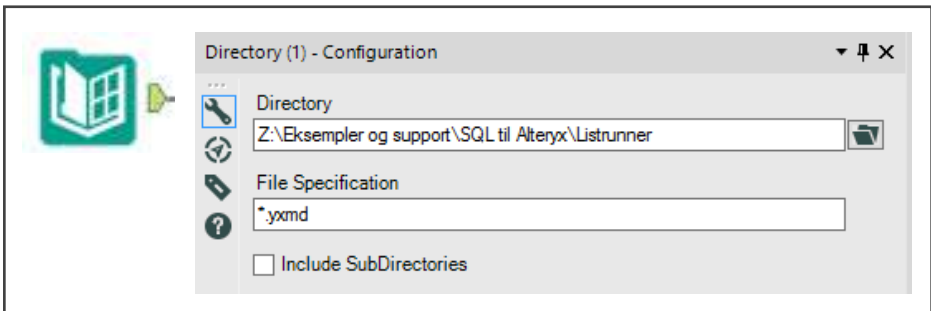 Directory (1) - Configuration
Directory
Z:\Eksempler og support\SQL til Alteryx\Listrunner
File Specification
*.yxmd
Include SubDirectories